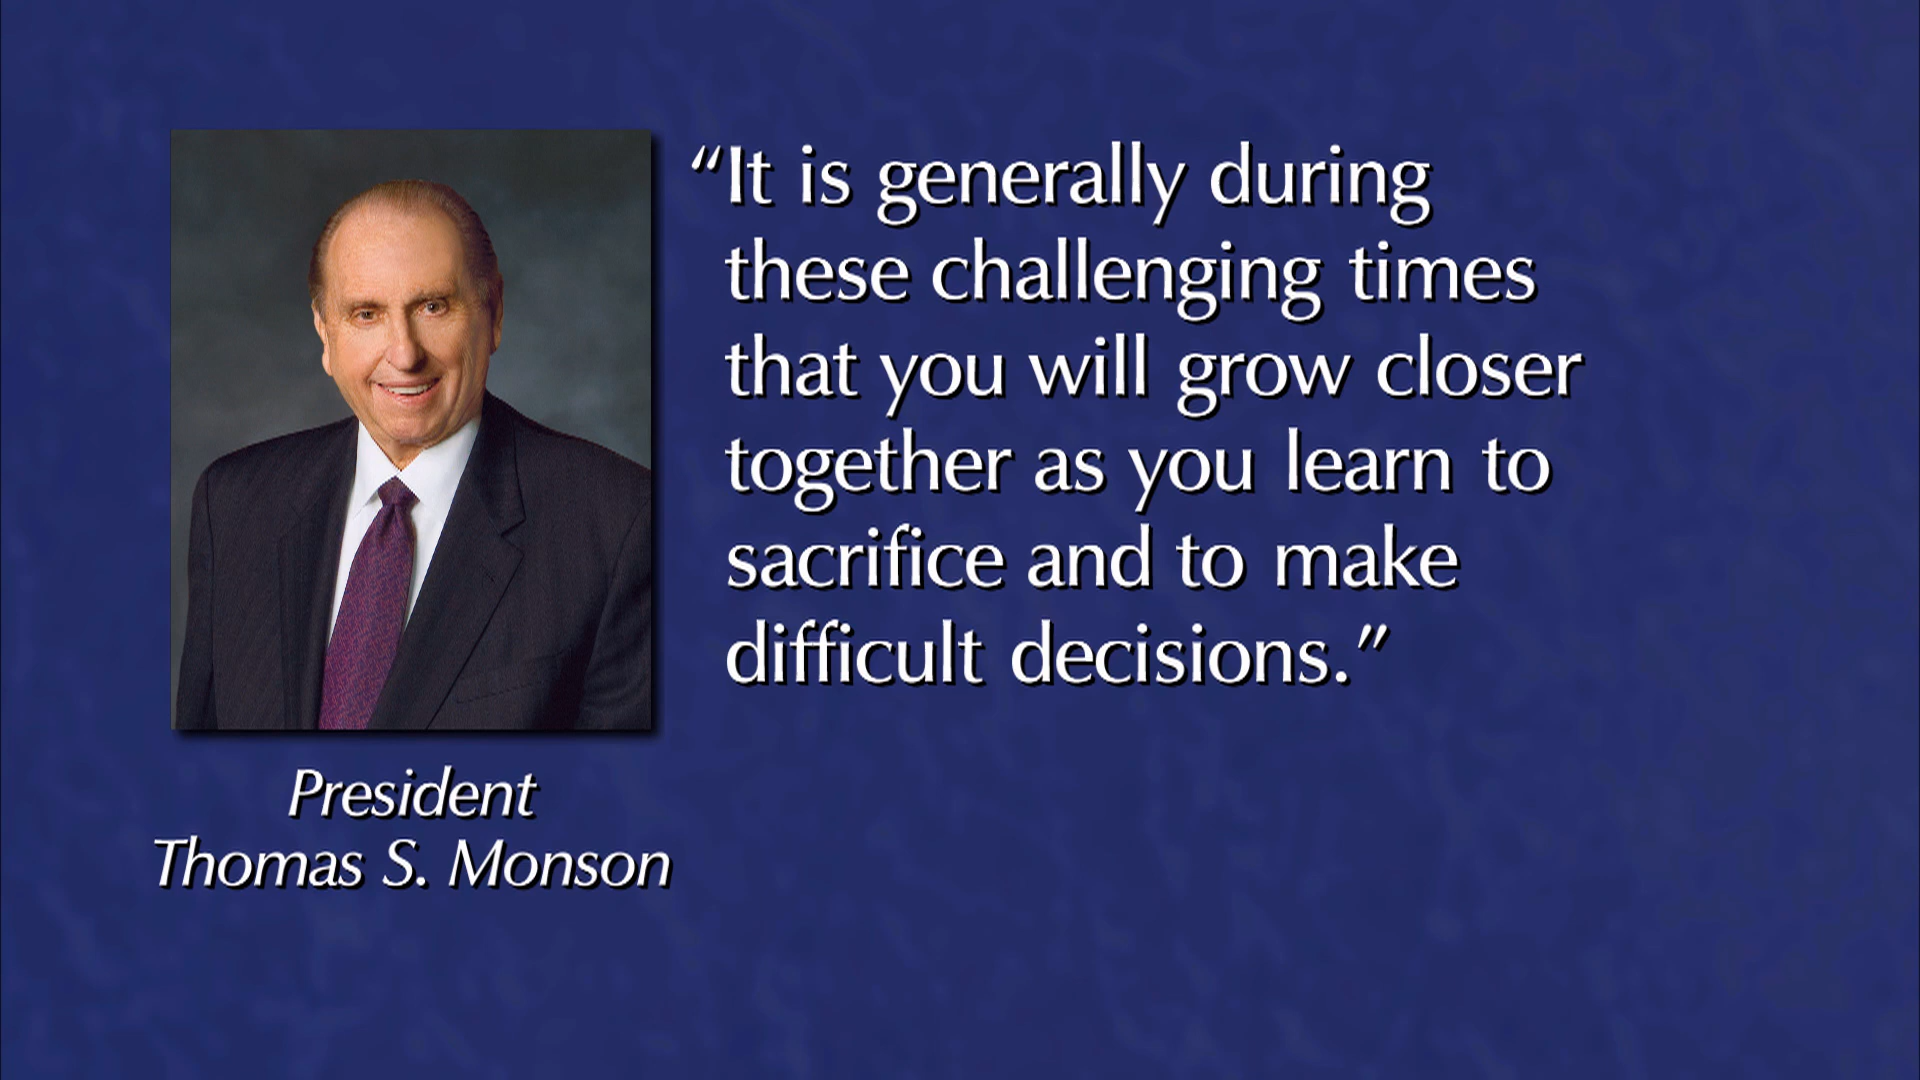 “It is generally during
these challenging times
that you will grow closer
together as you learn to
sacrifice and to make
difficult decisions.”
President
Thomas S. Monson